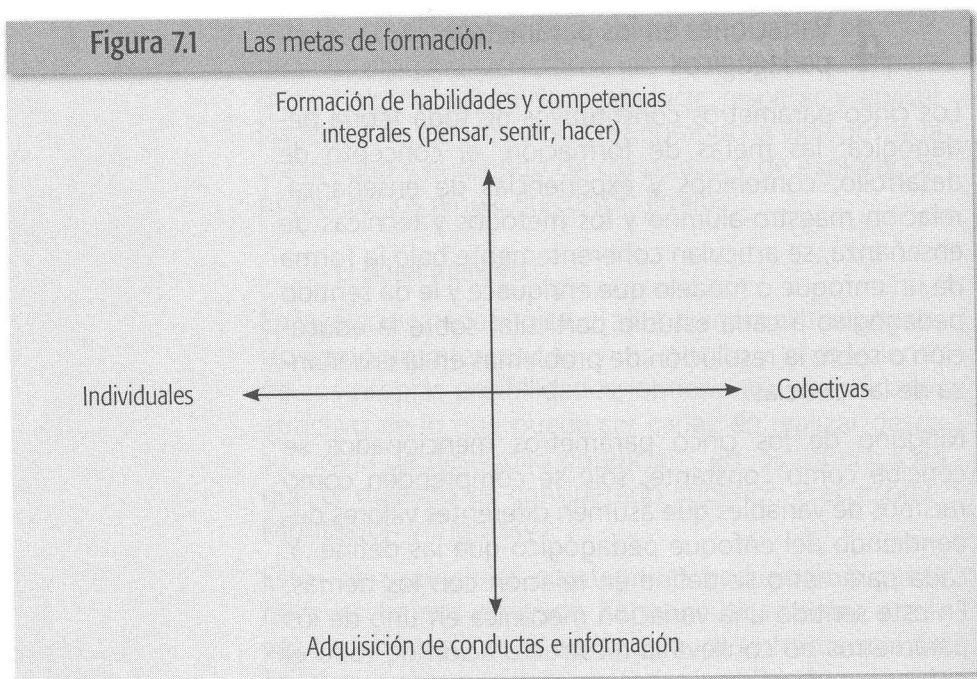 Figura 7.1 Las metas de formación.
Formación de habilidades y competencias
integrales (pensar, sentir, hacer)
Individuales
Colectivas
Adquisición de conductas e información